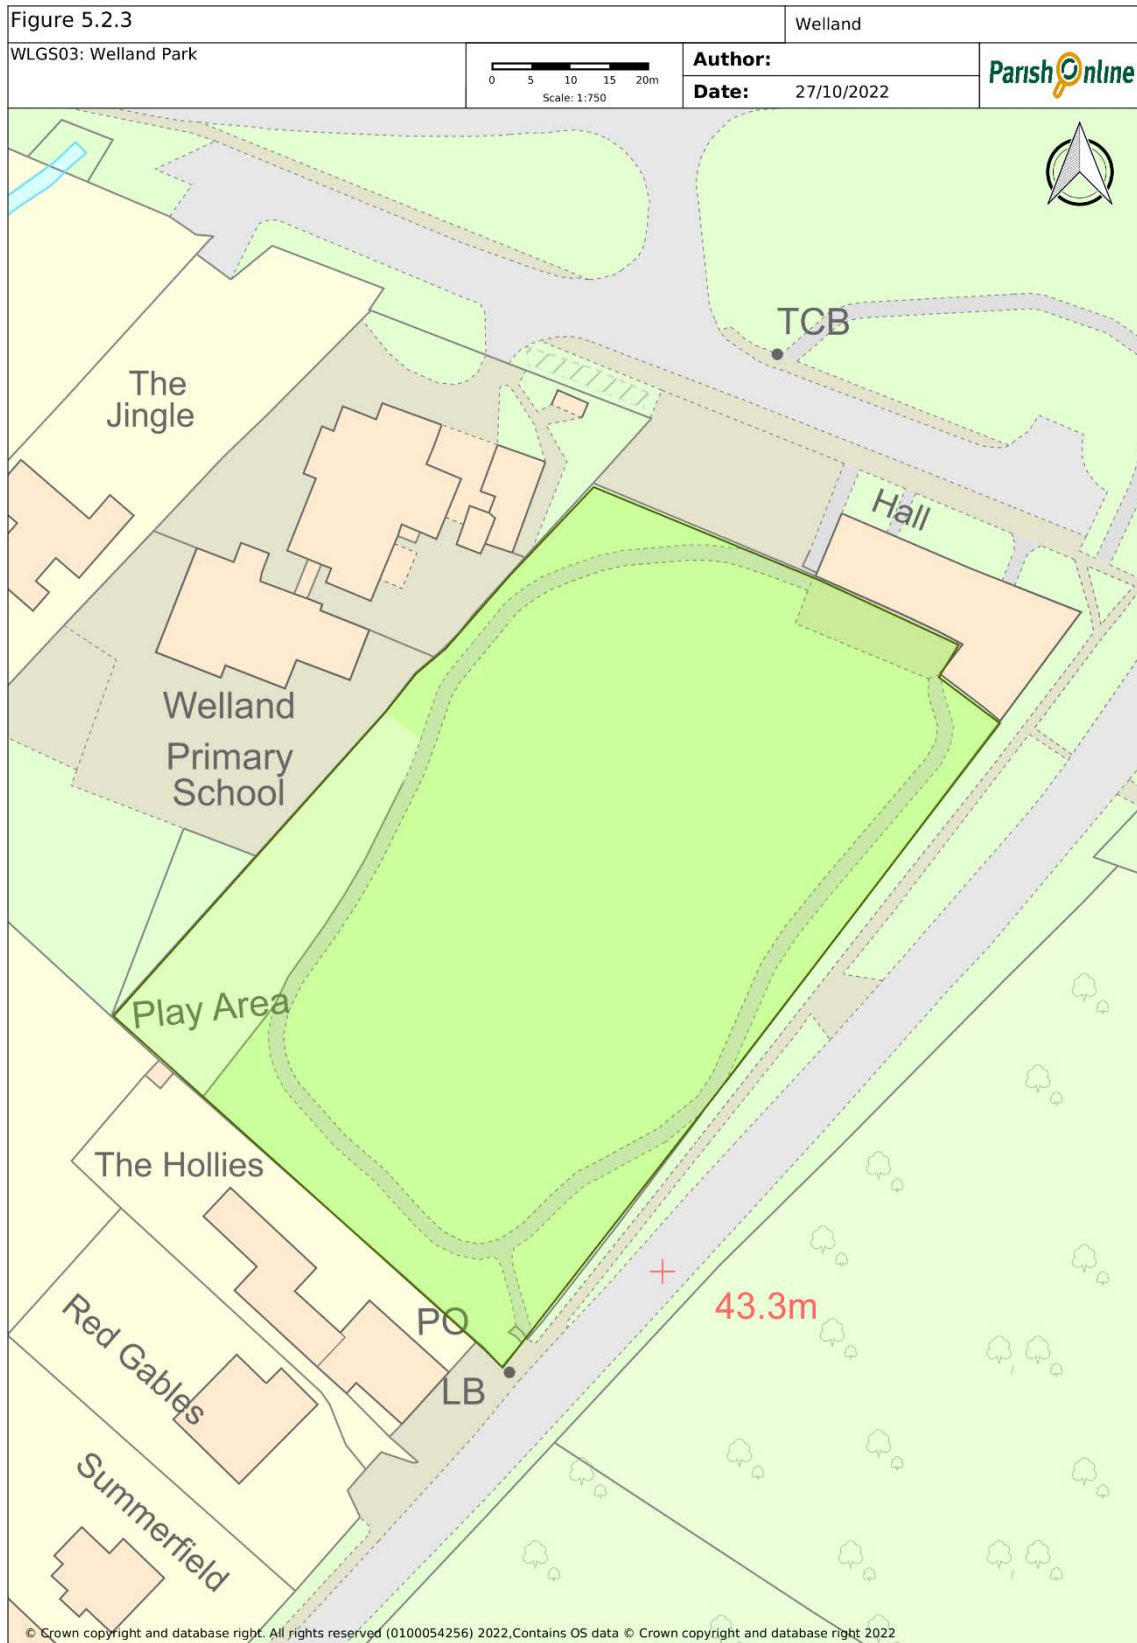 Figure 5.2.3
Welland
WLGS03: Welland Park
0 5 10 15 20m
Scale: 1:750
Author:
Date: 27/10/2022
Parish Online
TCB
The
Jingle
Hall
Welland
Primary
School
Play Area
The Hollies
PO
43.3m
LB
Red Gables
Summerfield
© Crown copyright and database right. All rights reserved (0100054256) 2022,Contains OS data © Crown copyright and database right 2022